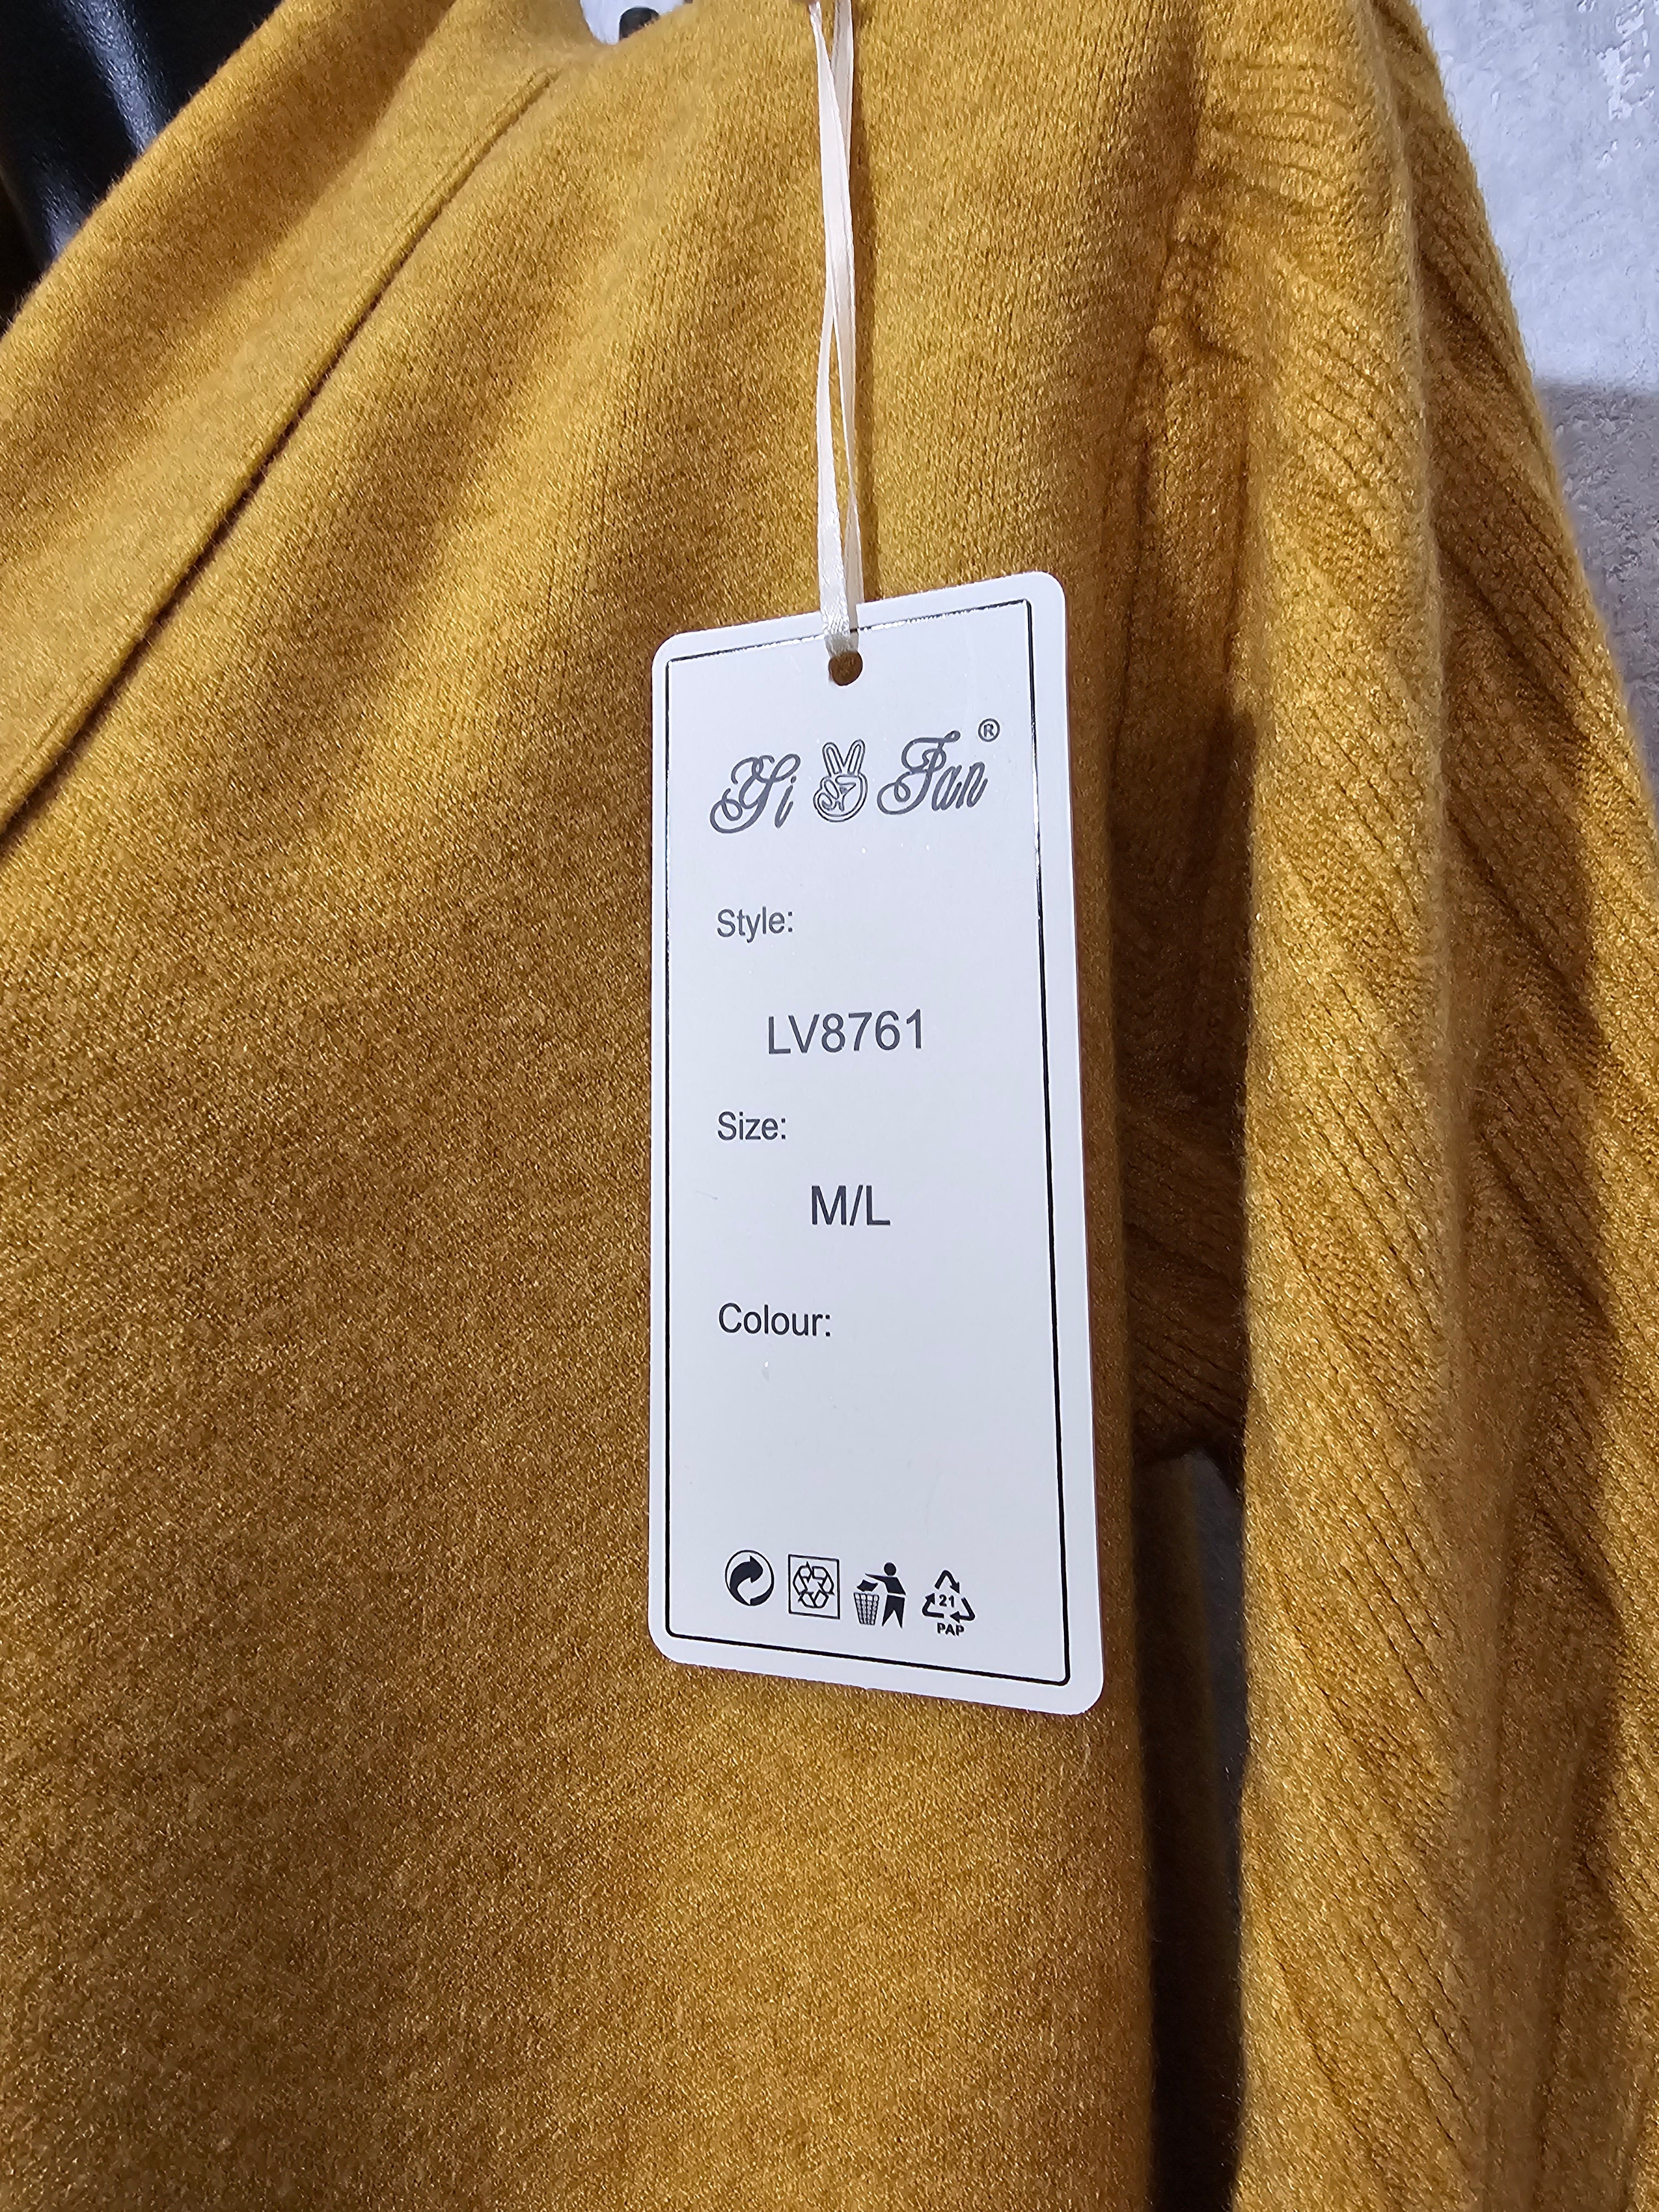 Yi Fan®
Style:
LV8761
Size:
M/L
Colour:
21
PAP